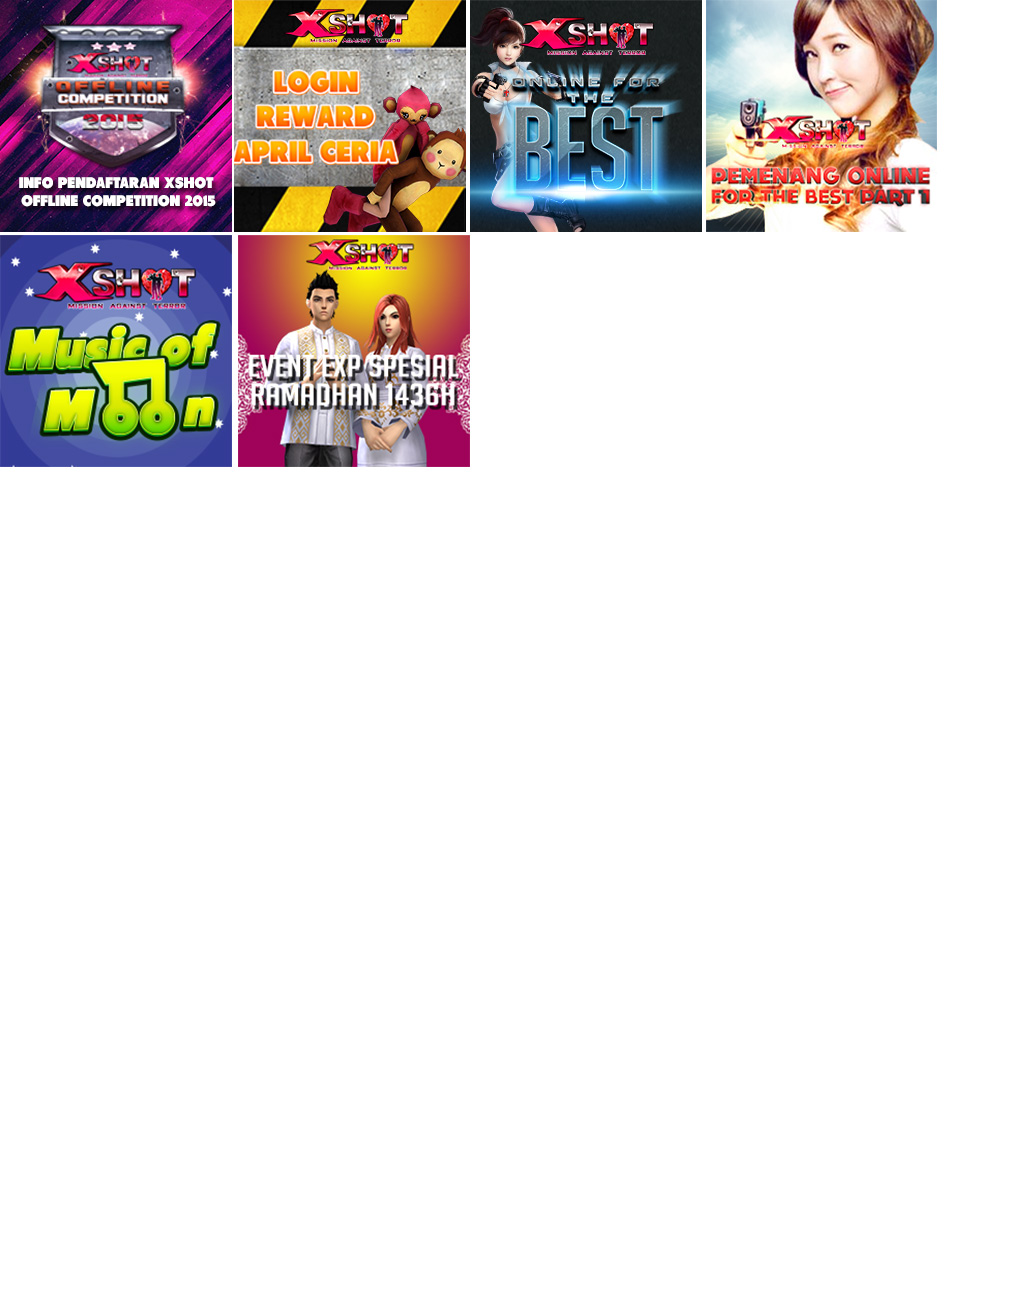 XSHOT
OFFLINE
COMPETITION
2015
INFO PENDAFTARAN XSHOT
OFFLINE COMPETITION 2015
XSHOT
MISSION AGAINST TERROR
LOGIN
REWARD
APRIL CERIA
XSHOT
MISSION AGAINST TERROR
ONLINE FOR
THE
BEST
XSHOT
MISSION AGAINST TERROR
PEMENANG ONLINE
FOR THE BEST PART 1
XSHOT
MISSION AGAINST TERROR
Music of
Moon
XSHOT
MISSION AGAINST TERROR
EVENT EXP SPESIAL
RAMADHAN 1436H